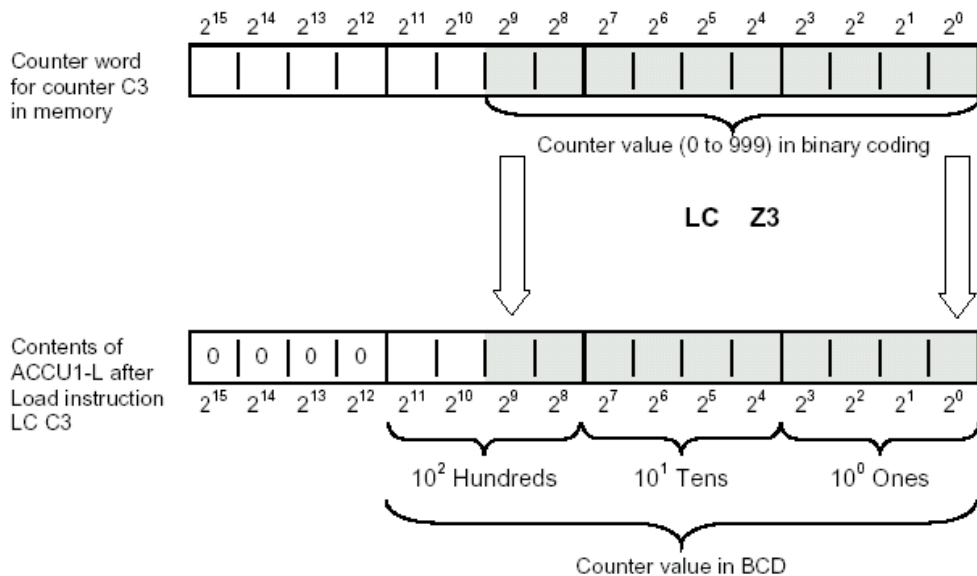 2^15 2^14 2^13 2^12 2^11 2^10 2^9 2^8 2^7 2^6 2^5 2^4 2^3 2^2 2^1 2^0
Counter word
for counter C3
in memory
Counter value (0 to 999) in binary coding
LC Z3
Contents of
ACCU1-L after
Load instruction
LC C3
0 0 0 0
2^15 2^14 2^13 2^12 2^11 2^10 2^9 2^8 2^7 2^6 2^5 2^4 2^3 2^2 2^1 2^0
10^2 Hundreds 10^1 Tens 10^0 Ones
Counter value in BCD